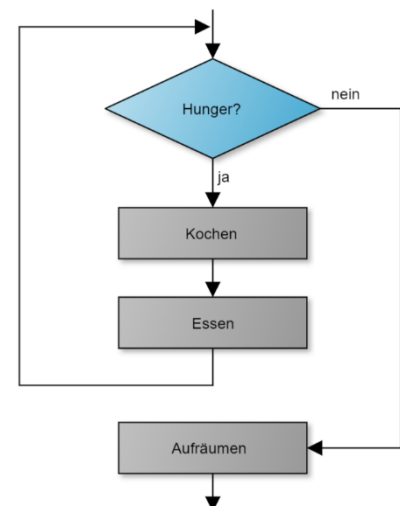 Hunger?
nein
ja
Kochen
Essen
Aufräumen